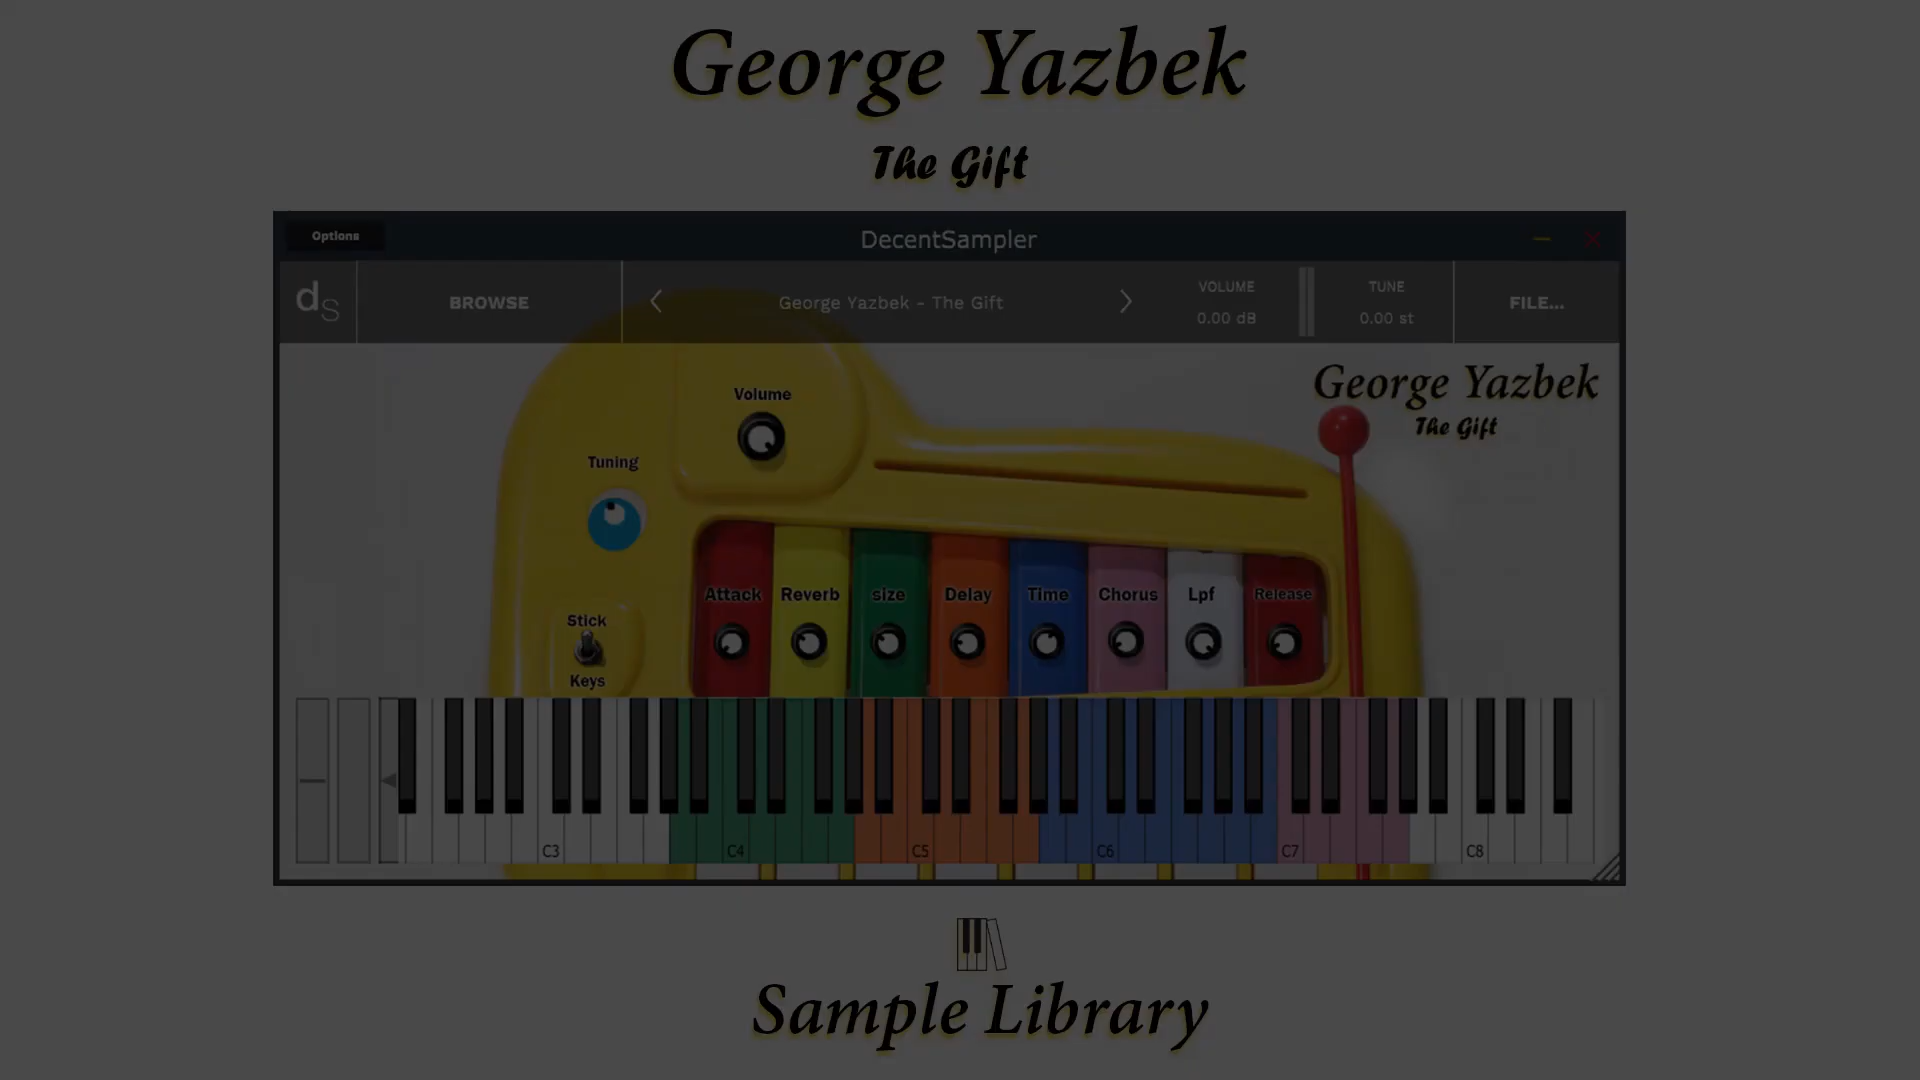 George Yazbek
The Gift
Options
DecentSampler
dS
BROWSE
George Yazbek - The Gift
VOLUME
0.00 dB
TUNE
0.00 st
FILE...
George Yazbek
The Gift
Volume
Tuning
Attack
Reverb
size
Delay
Time
Chorus
Lpf
Release
Stick
Keys
C3
C4
C5
C6
C7
C8
Sample Library